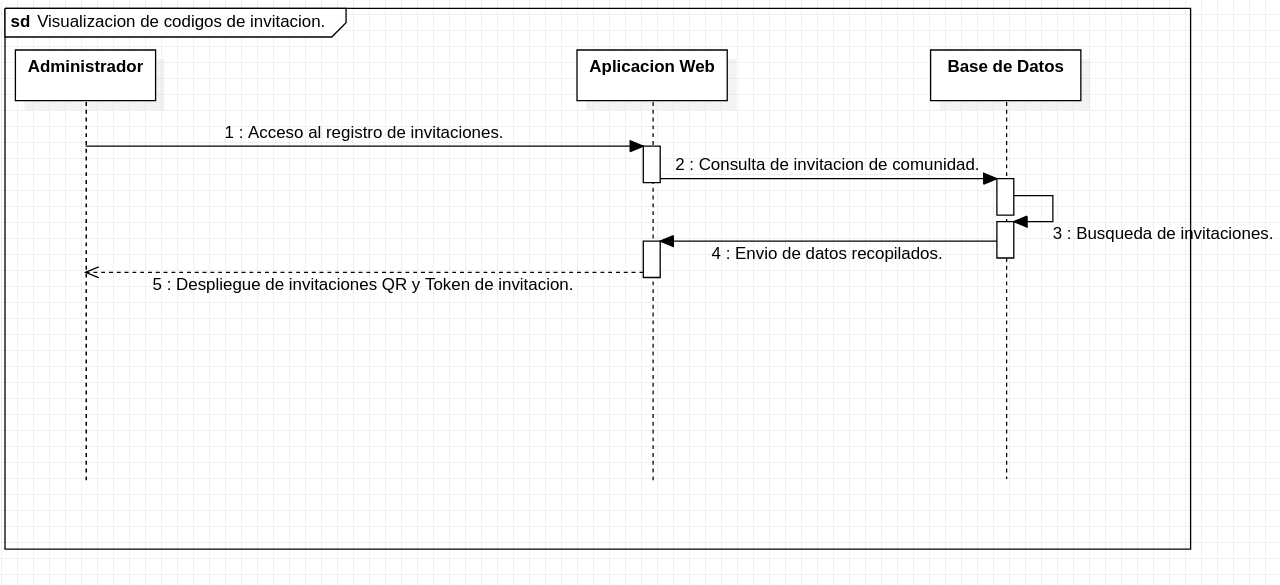 sd Visualizacion de codigos de invitacion.
Administrador
Aplicacion Web
Base de Datos
1 : Acceso al registro de invitaciones.
2 : Consulta de invitacion de comunidad.
3 : Busqueda de invitaciones.
4 : Envio de datos recopilados.
5 : Despliegue de invitaciones QR y Token de invitacion.